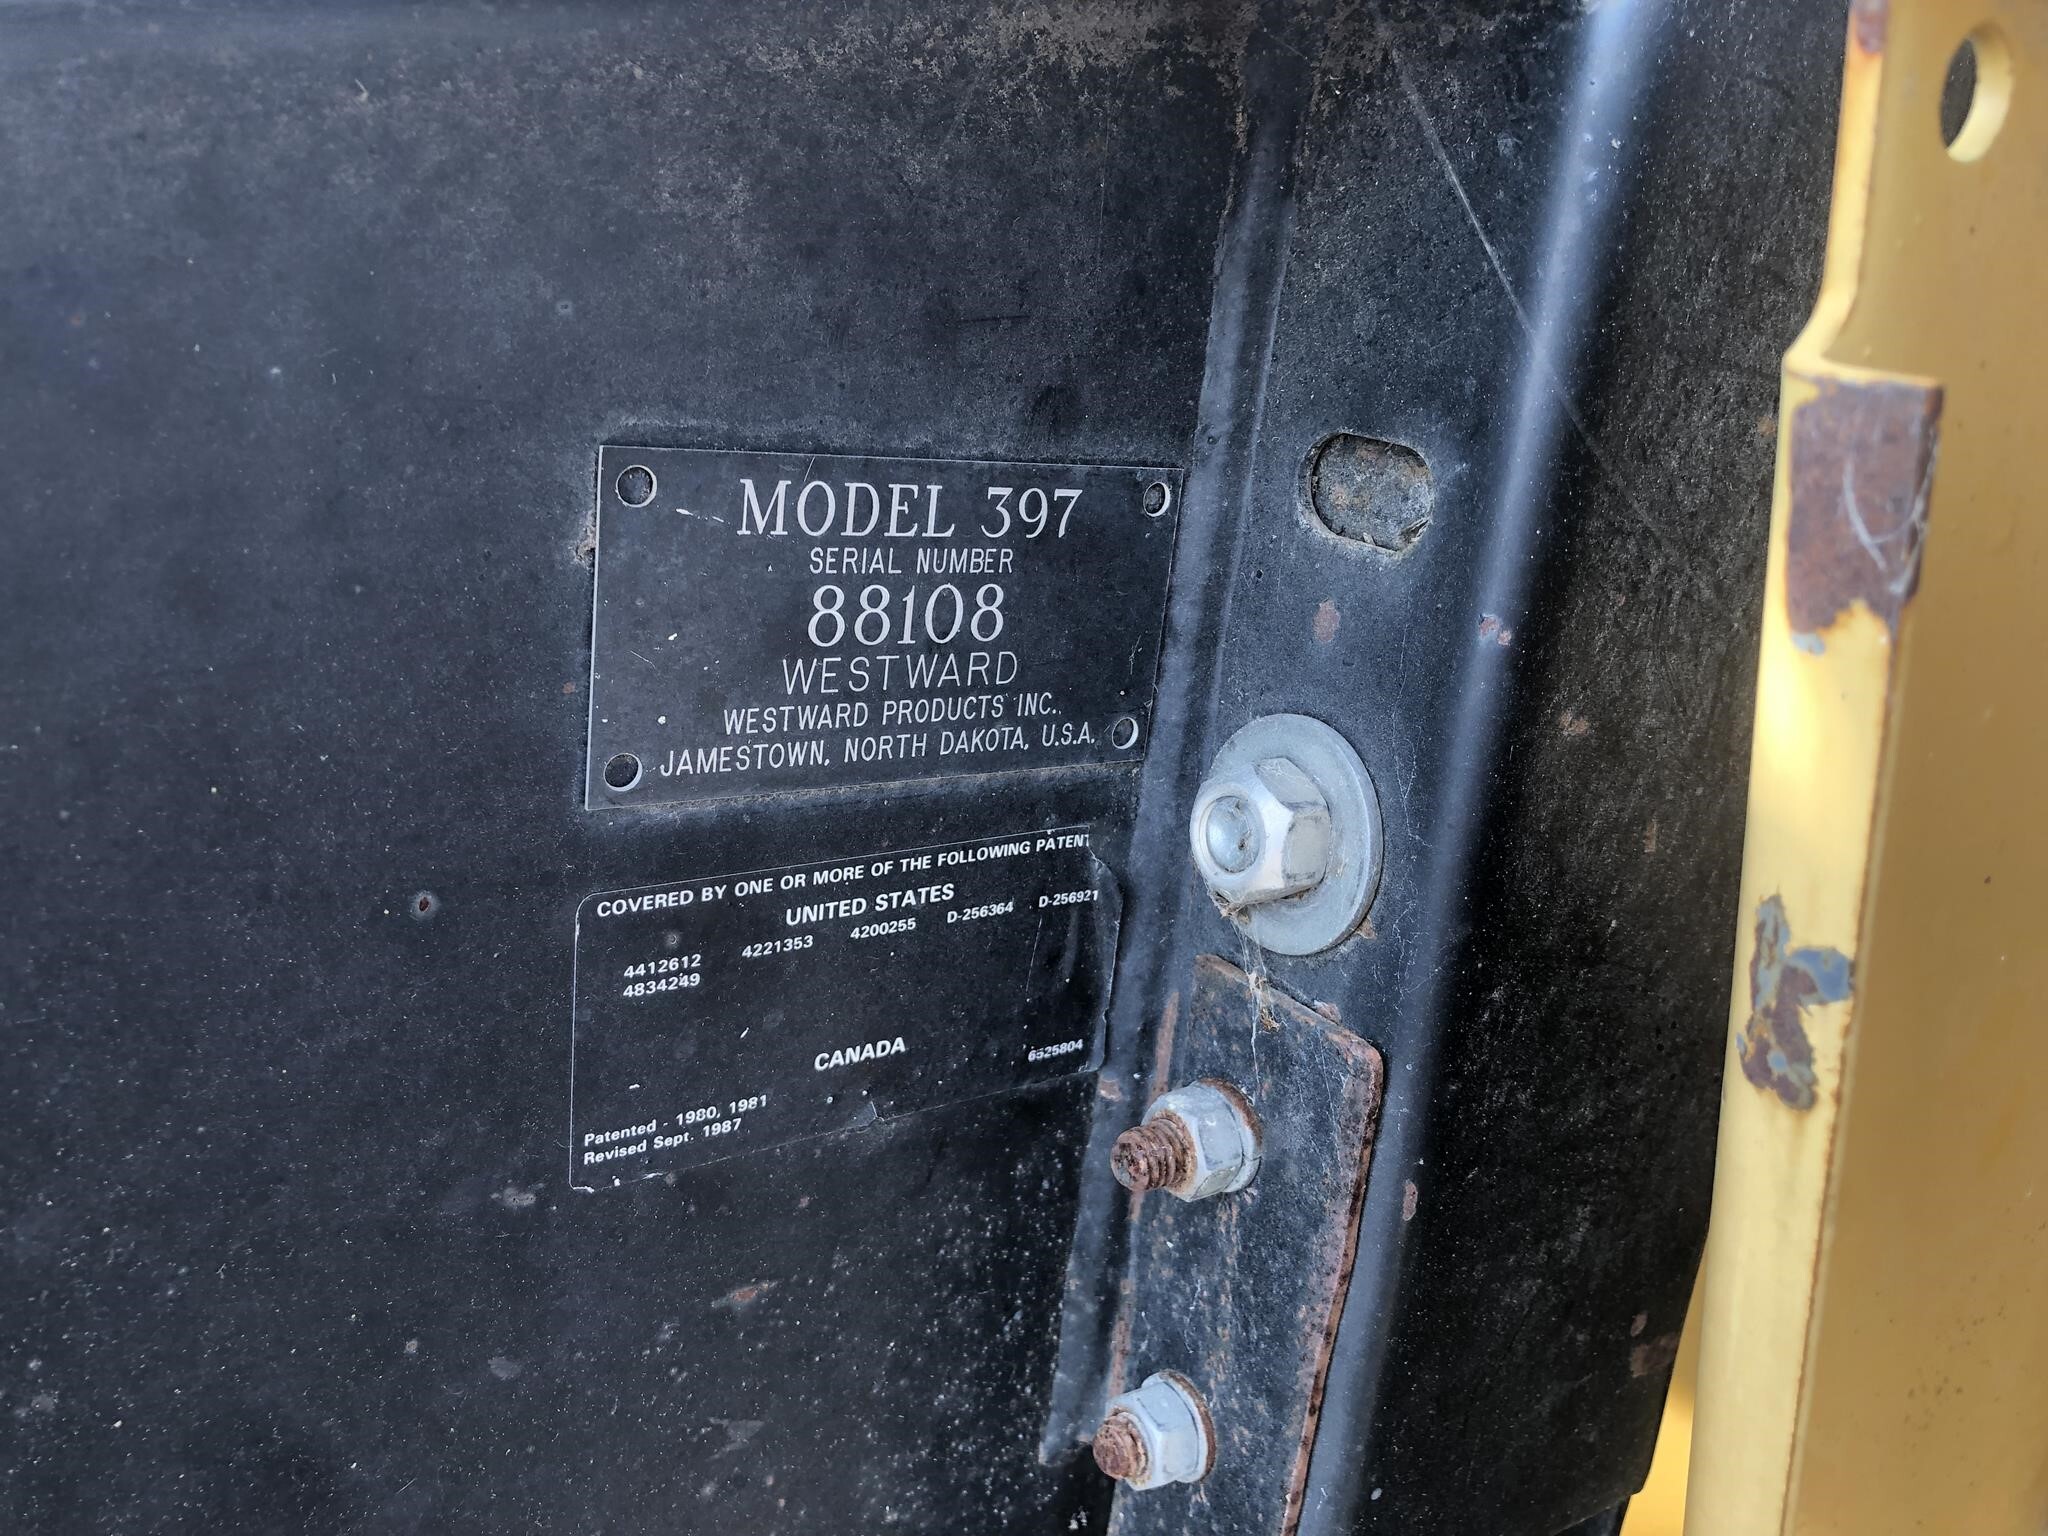 MODEL 397
SERIAL NUMBER
88108
WESTWARD
WESTWARD PRODUCTS INC.
JAMESTOWN, NORTH DAKOTA, U.S.A.
COVERED BY ONE OR MORE OF THE FOLLOWING PATENT
UNITED STATES
4412612 4221353 4200255 D-256364 D-256921
4834249
CANADA
6525804
Patented - 1980, 1981
Revised Sept. 1987